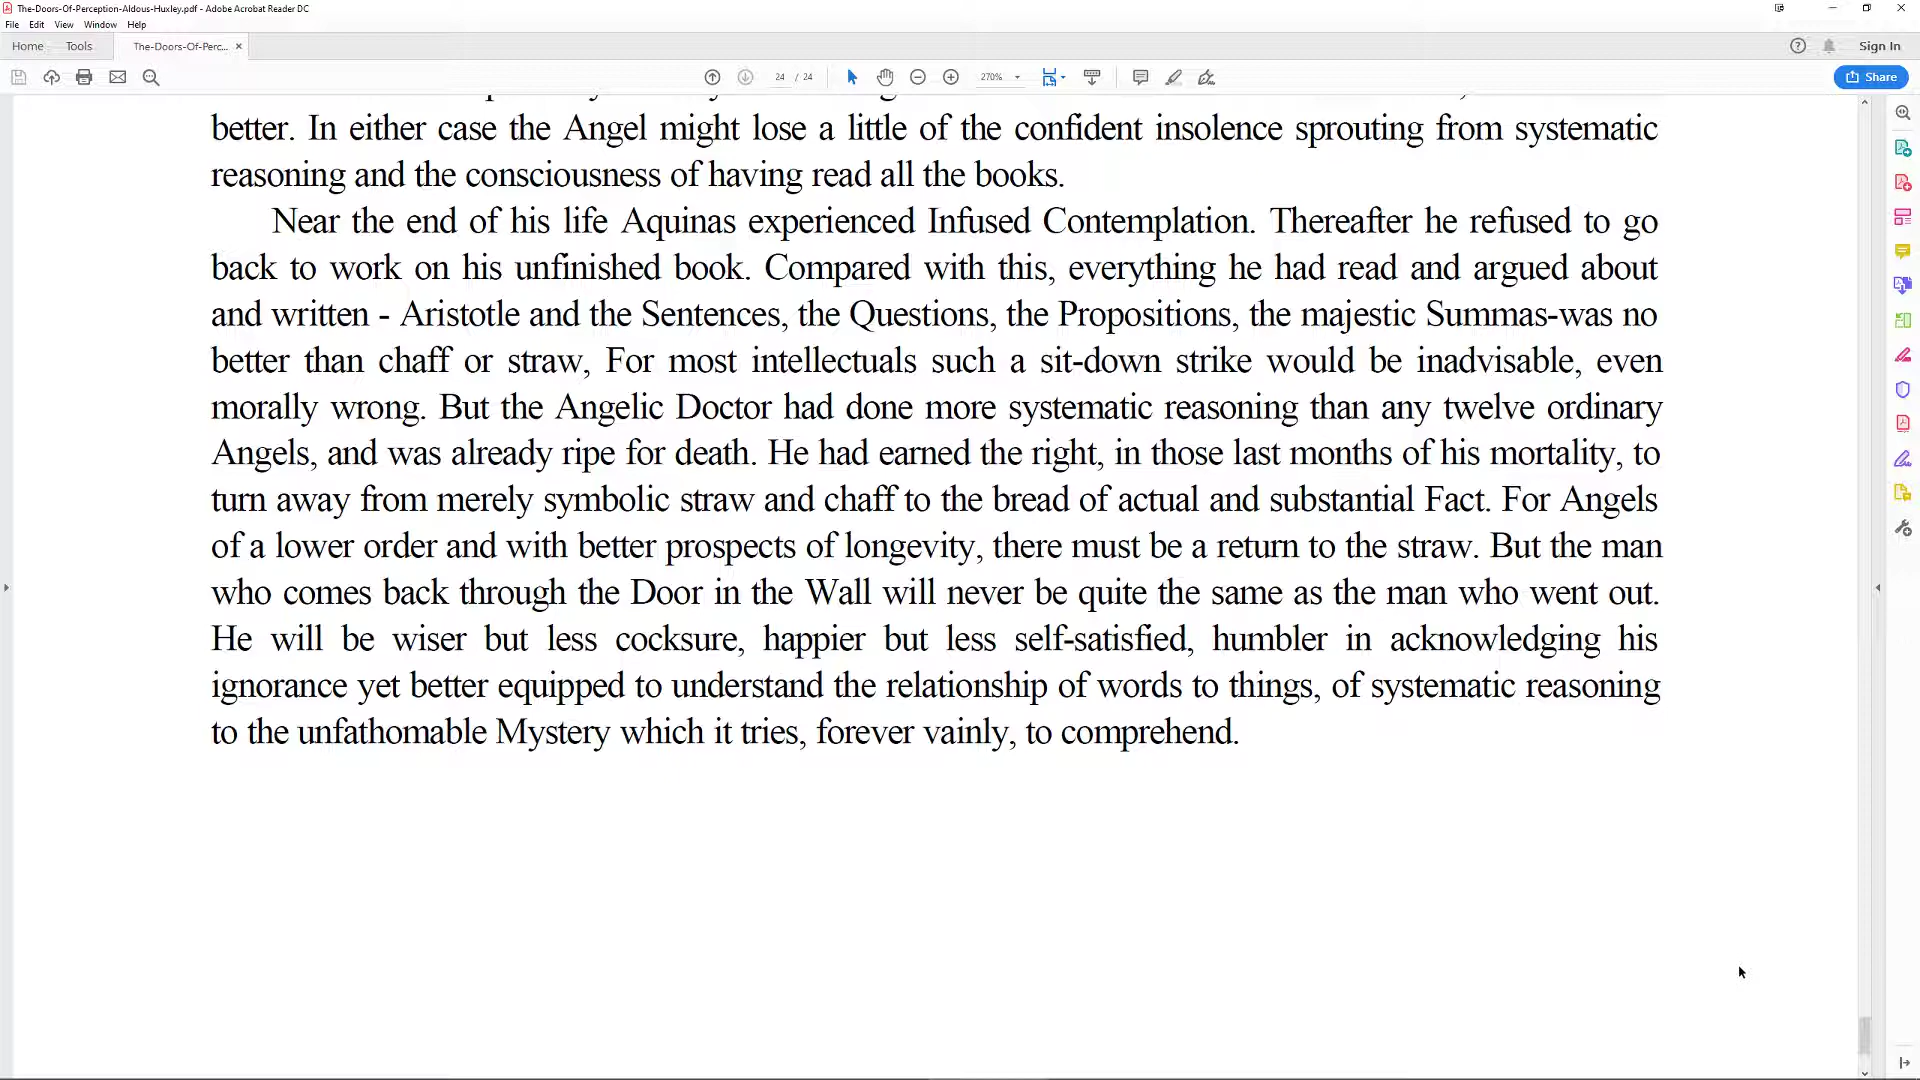 The-Doors-Of-Perception-Aldous-Huxley.pdf - Adobe Acrobat Reader DC
File Edit View Window Help
Home Tools The-Doors-Of-Perc... × Sign In
24 / 24 270% Share
better. In either case the Angel might lose a little of the confident insolence sprouting from systematic
reasoning and the consciousness of having read all the books.
Near the end of his life Aquinas experienced Infused Contemplation. Thereafter he refused to go
back to work on his unfinished book. Compared with this, everything he had read and argued about
and written - Aristotle and the Sentences, the Questions, the Propositions, the majestic Summas-was no
better than chaff or straw, For most intellectuals such a sit-down strike would be inadvisable, even
morally wrong. But the Angelic Doctor had done more systematic reasoning than any twelve ordinary
Angels, and was already ripe for death. He had earned the right, in those last months of his mortality, to
turn away from merely symbolic straw and chaff to the bread of actual and substantial Fact. For Angels
of a lower order and with better prospects of longevity, there must be a return to the straw. But the man
who comes back through the Door in the Wall will never be quite the same as the man who went out.
He will be wiser but less cocksure, happier but less self-satisfied, humbler in acknowledging his
ignorance yet better equipped to understand the relationship of words to things, of systematic reasoning
to the unfathomable Mystery which it tries, forever vainly, to comprehend.